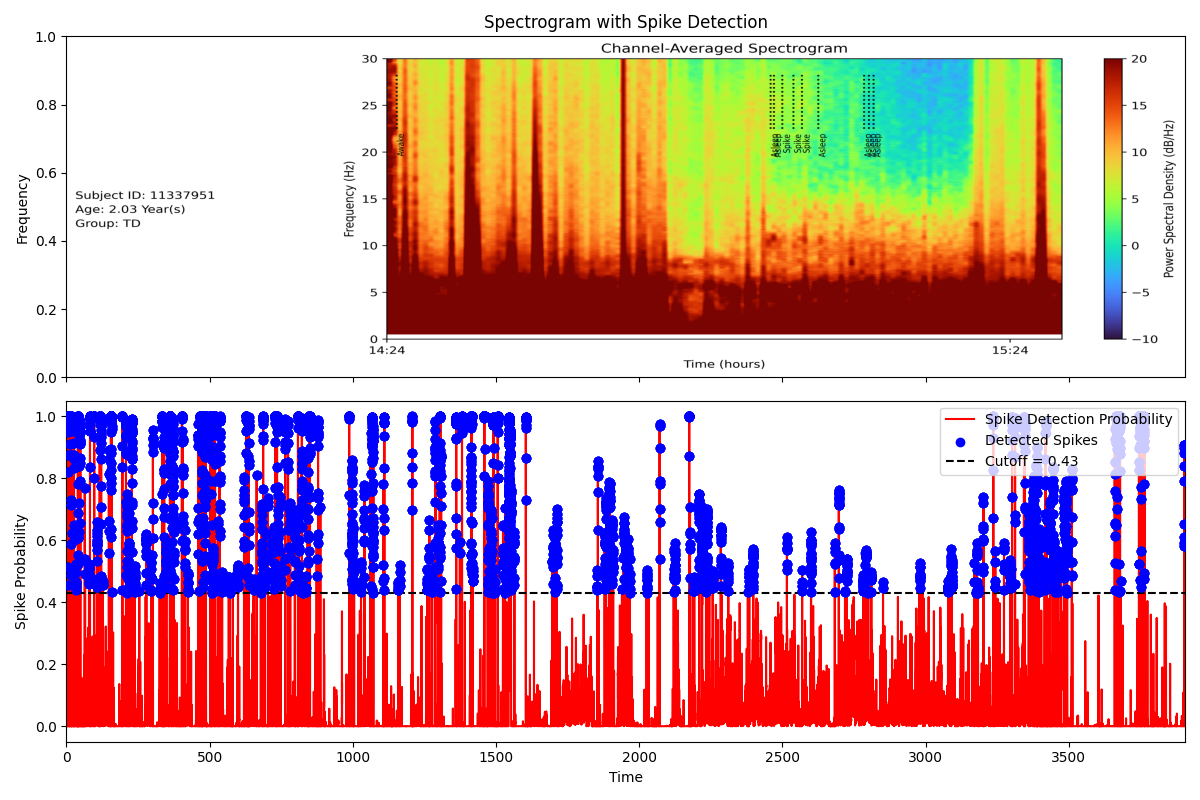 Spectrogram with Spike Detection
Channel-Averaged Spectrogram
Frequency
1.0
0.8
0.6
0.4
0.2
0.0
Subject ID: 11337951
Age: 2.03 Year(s)
Group: TD
Frequency (Hz)
30
25
20
15
10
5
0
Awake
Asleep
Asleep
Spike
Spike
Spike
Asleep
Asleep
Asleep
Asleep
14:24
15:24
Time (hours)
20
15
10
5
0
−5
−10
Power Spectral Density (dB/Hz)
Spike Probability
1.0
0.8
0.6
0.4
0.2
0.0
Spike Detection Probability
Detected Spikes
Cutoff = 0.43
0
500
1000
1500
2000
2500
3000
3500
Time